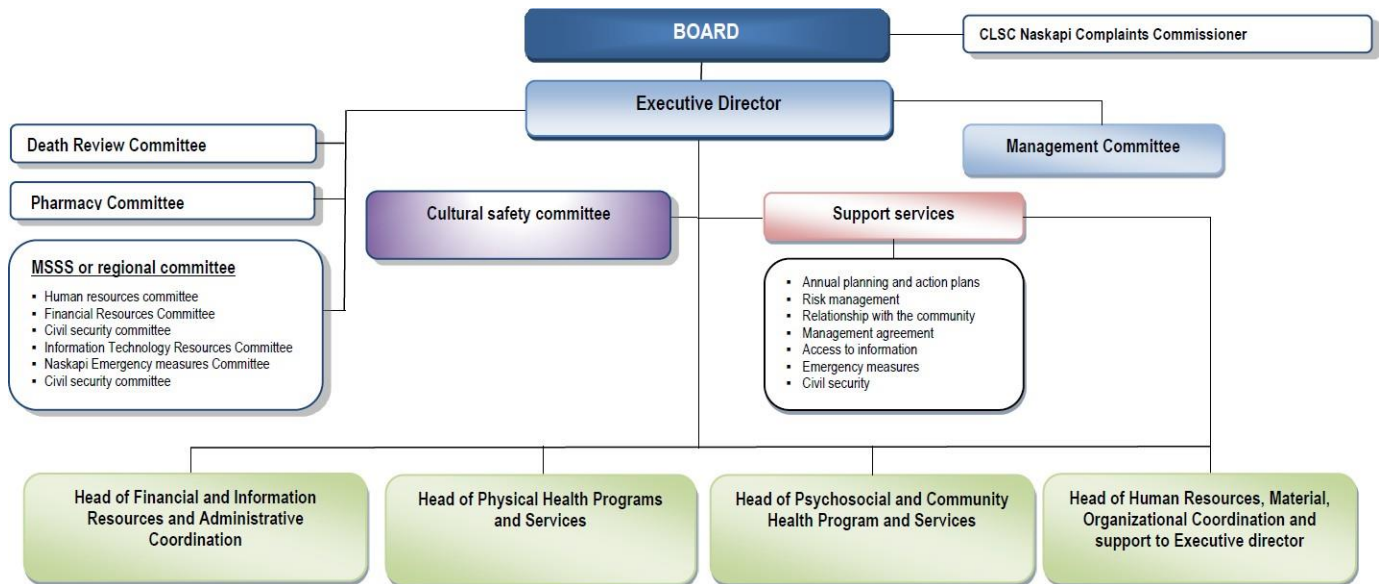 BOARD
CLSC Naskapi Complaints Commissioner
Executive Director
Death Review Committee
Management Committee
Pharmacy Committee
Cultural safety committee
Support services
MSSS or regional committee
▪ Human resources committee
▪ Financial Resources Committee
▪ Civil security committee
▪ Information Technology Resources Committee
▪ Naskapi Emergency measures Committee
▪ Civil security committee
▪ Annual planning and action plans
▪ Risk management
▪ Relationship with the community
▪ Management agreement
▪ Access to information
▪ Emergency measures
▪ Civil security
Head of Financial and Information
Resources and Administrative
Coordination
Head of Physical Health Programs
and Services
Head of Psychosocial and Community
Health Program and Services
Head of Human Resources, Material,
Organizational Coordination and
support to Executive director